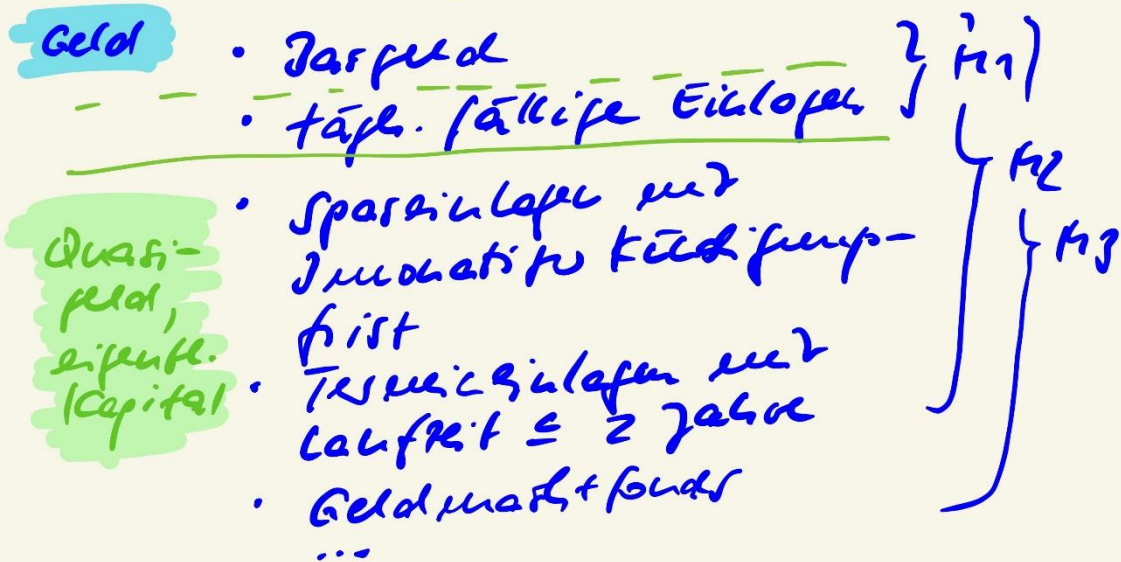 Geld
• Bargeld
• tägl. fällige Einlagen
} M1
• Spareinlagen mit
3monatiger Kündigungs-
frist
• Termineinlagen mit
Laufzeit ≤ 2 Jahre
} M2
• Geldmarktfonds
...
} M3
Quasi-
geld,
eigentl.
Kapital